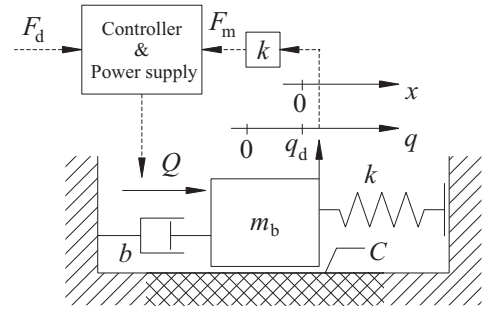 F_d
Controller
&
Power supply
F_m
k
0
x
0
q_d
q
Q
k
m_b
b
C